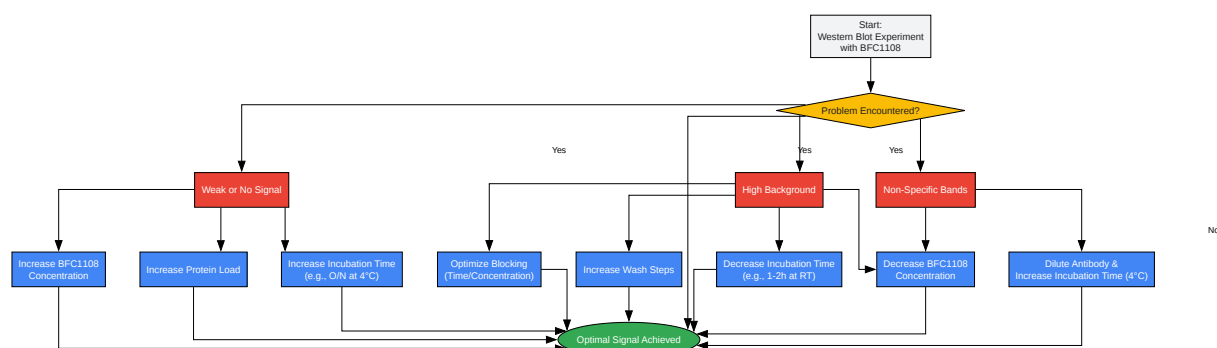 Start:
Western Blot Experiment
with BFC1108
Problem Encountered?
Yes
Yes
Yes
Weak or No Signal
High Background
Non-Specific Bands
No
Increase BFC1108
Concentration
Increase Protein Load
Increase Incubation Time
(e.g., O/N at 4°C)
Optimize Blocking
(Time/Concentration)
Increase Wash Steps
Decrease Incubation Time
(e.g., 1-2h at RT)
Decrease BFC1108
Concentration
Dilute Antibody &
Increase Incubation Time (4°C)
Optimal Signal Achieved